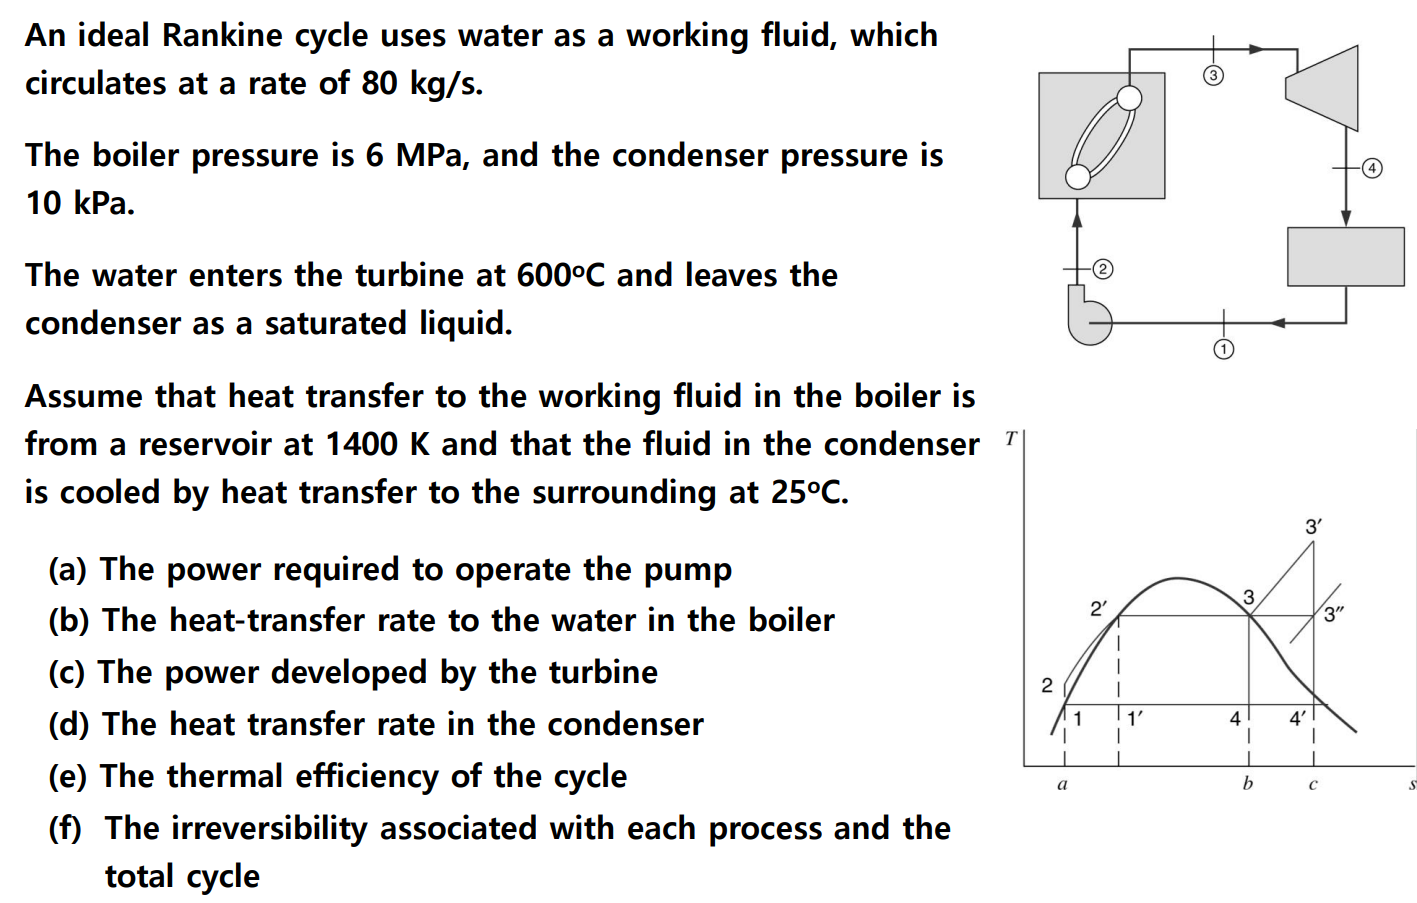 An ideal Rankine cycle uses water as a working fluid, which
circulates at a rate of 80 kg/s.
The boiler pressure is 6 MPa, and the condenser pressure is
10 kPa.
The water enters the turbine at 600°C and leaves the
condenser as a saturated liquid.
Assume that heat transfer to the working fluid in the boiler is
from a reservoir at 1400 K and that the fluid in the condenser
is cooled by heat transfer to the surrounding at 25°C.
(a) The power required to operate the pump
(b) The heat-transfer rate to the water in the boiler
(c) The power developed by the turbine
(d) The heat transfer rate in the condenser
(e) The thermal efficiency of the cycle
(f) The irreversibility associated with each process and the
total cycle
3
4
2
1
T
3′
3
2′
3″
2
1
1′
4
4′
a
b
c
s